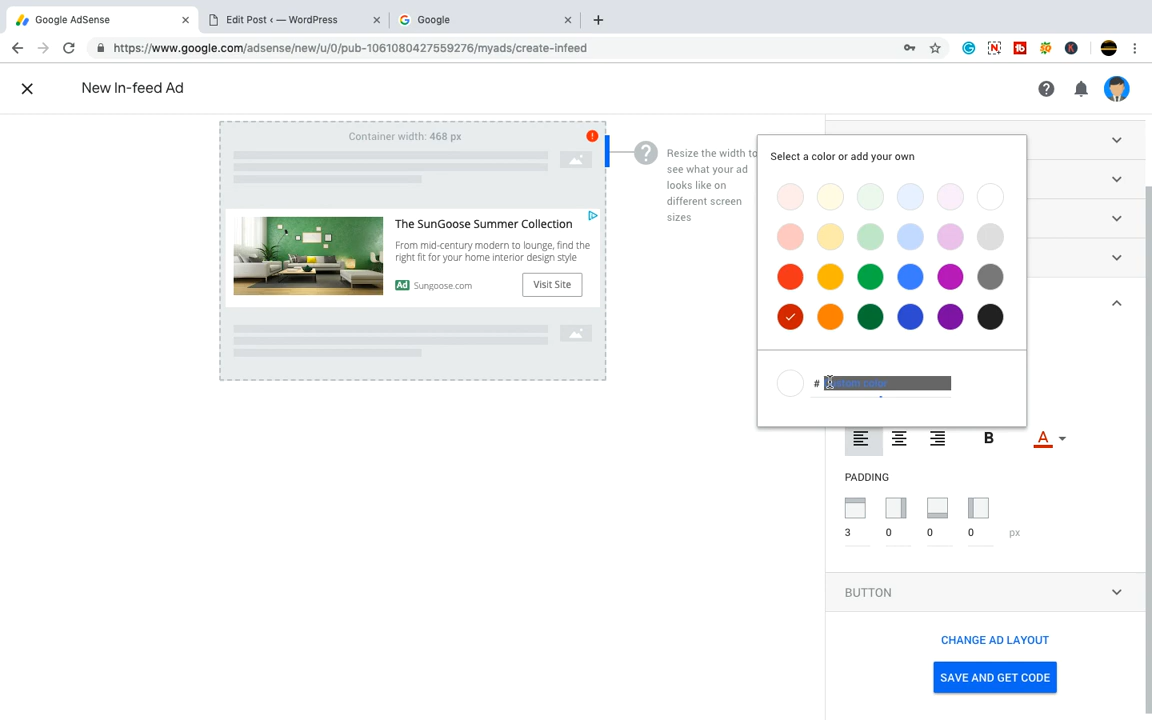 Google AdSense
Edit Post ‹ — WordPress
Google
https://www.google.com/adsense/new/u/0/pub-1061080427559276/myads/create-infeed
New In-feed Ad
Container width: 468 px
Resize the width to
see what your ad
looks like on
different screen
sizes
The SunGoose Summer Collection
From mid-century modern to lounge, find the
right fit for your home interior design style
Ad Sungoose.com
Visit Site
Select a color or add your own
# Custom color
B A
PADDING
3 0 0 0 px
BUTTON
CHANGE AD LAYOUT
SAVE AND GET CODE